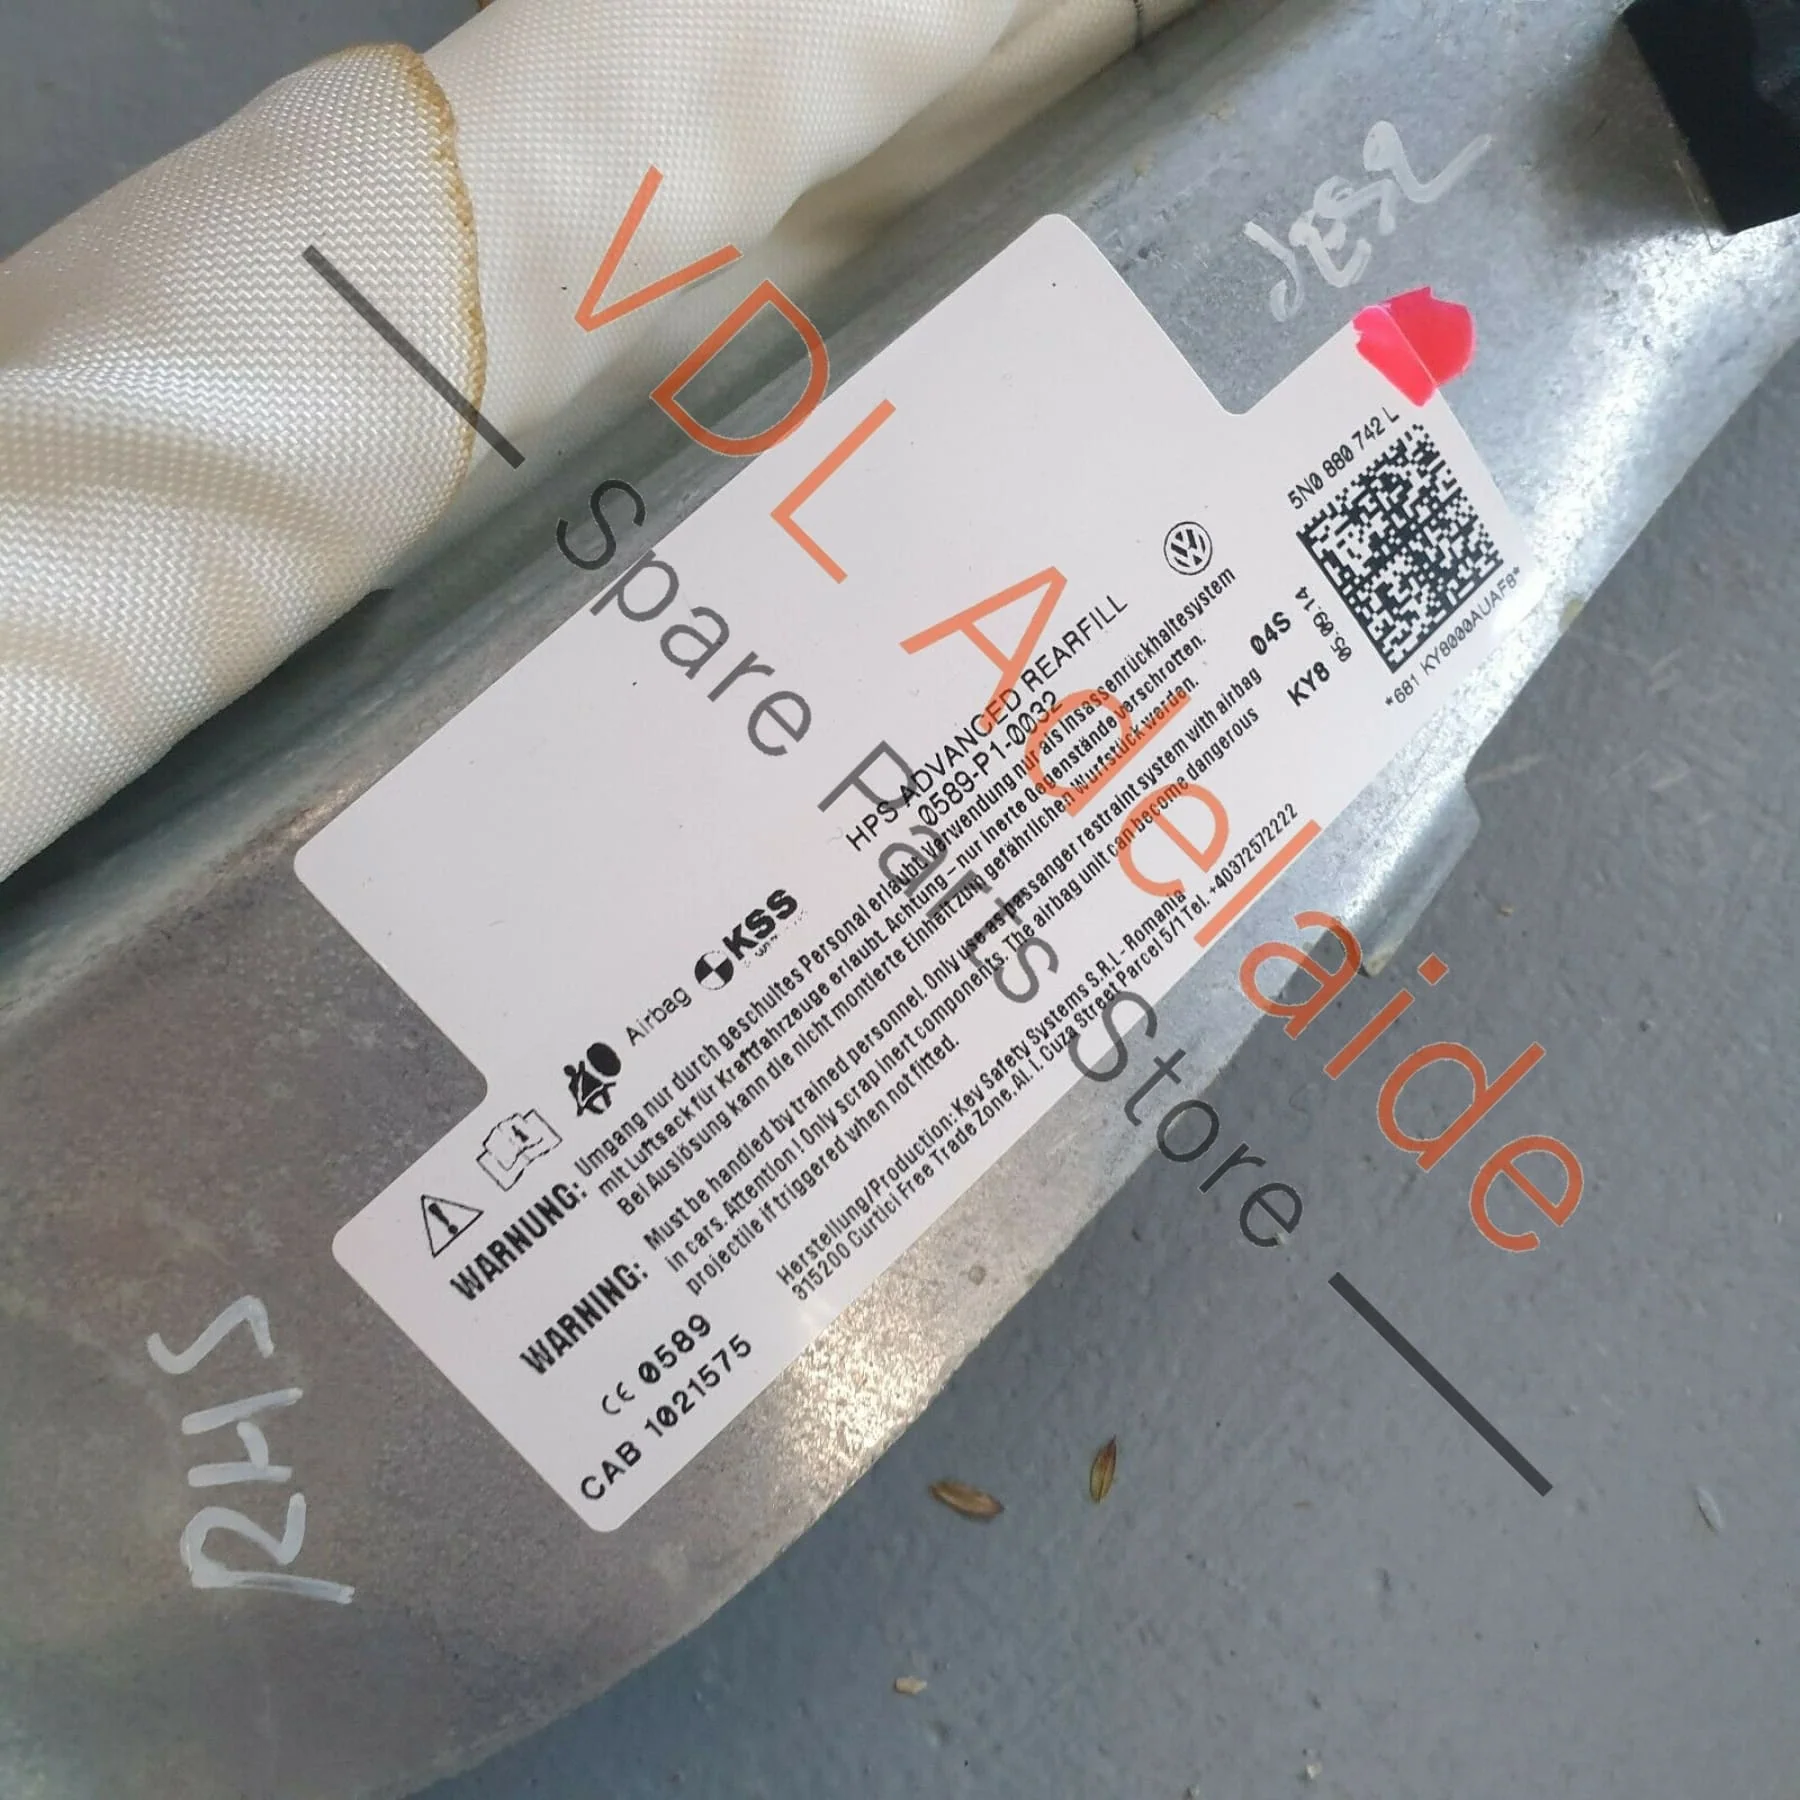 VDL Adelaide
Spare Parts Store
RHS
5N0 880 742 L
*681 KY8000AUAF8*
04S
KY8 05.09.14
HPS ADVANCED REARFILL
0589-P1-0032
Airbag KSS
WARNUNG: Umgang nur durch geschultes Personal erlaubt. Verwendung nur als Insassenrückhaltesystem
mit Luftsack für Kraftfahrzeuge erlaubt. Achtung - nur inerte Gegenstände verschrotten.
Bei Auslösung kann die nicht montierte Einheit zum gefährlichen Wurfstück werden.
WARNING: Must be handled by trained personnel. Only use as passanger restraint system with airbag
in cars. Attention ! Only scrap inert components. The airbag unit can become dangerous
projectile if triggered when not fitted.
CE 0589
CAB 1021575
Herstellung/Production: Key Safety Systems S.R.L - Romania
315200 Curtici Free Trade Zone, Al. I. Cuza Street Parcel 5/1 Tel. +40372572222